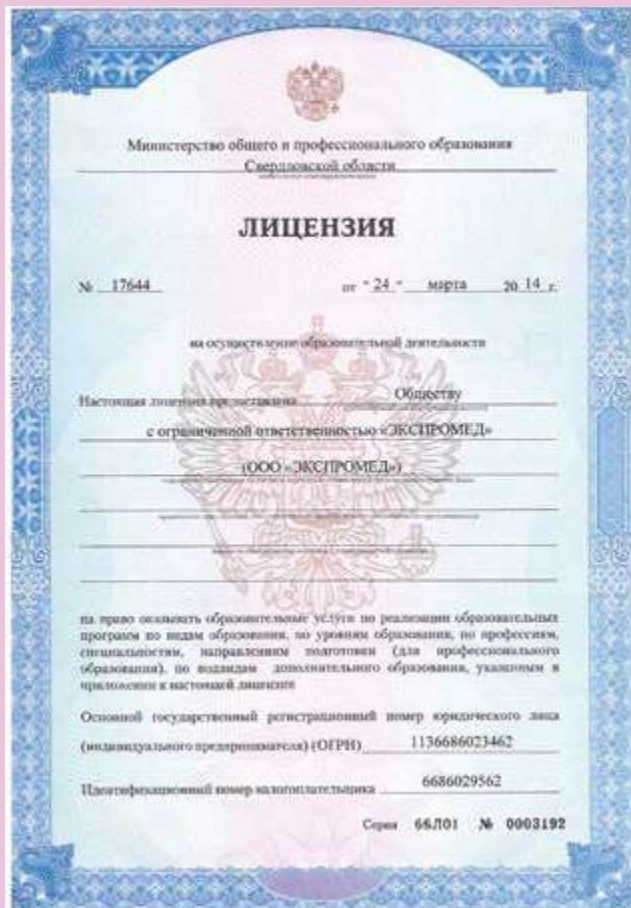 Министерство общего и профессионального образования
Свердловской области
ЛИЦЕНЗИЯ
№ 17644 от " 24 " марта 20 14 г.
на осуществление образовательной деятельности
Настоящая лицензия предоставлена Обществу
с ограниченной ответственностью «ЭКСПРОМЕД»
(ООО «ЭКСПРОМЕД»)
на право оказывать образовательные услуги по реализации образовательных
программ по видам образования, по уровням образования, по профессиям,
специальностям, направлениям подготовки (для профессионального
образования), по подвидам дополнительного образования, указанным в
приложении к настоящей лицензии
Основной государственный регистрационный номер юридического лица
(индивидуального предпринимателя) (ОГРН) 1136686023462
Идентификационный номер налогоплательщика 6686029562
Серия 66Л01 № 0003192